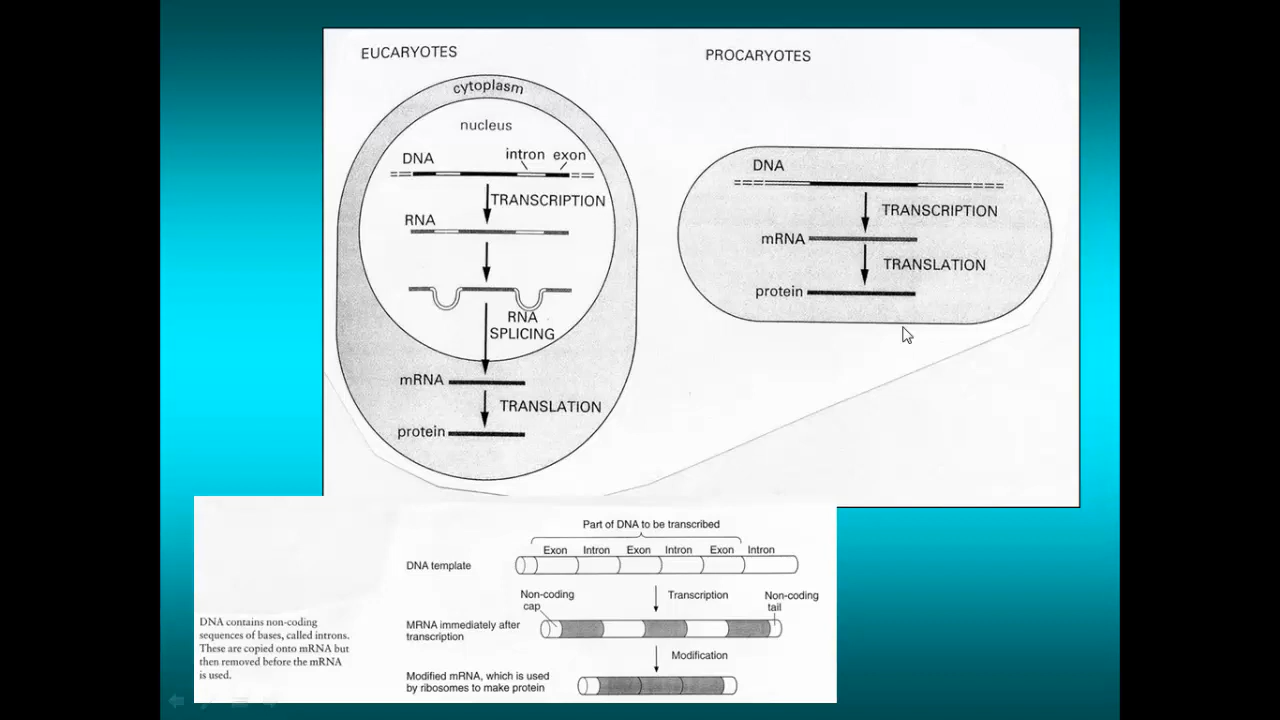 EUCARYOTES
cytoplasm
nucleus
DNA
intron exon
TRANSCRIPTION
RNA
RNA
SPLICING
mRNA
TRANSLATION
protein
PROCARYOTES
DNA
TRANSCRIPTION
mRNA
TRANSLATION
protein
Part of DNA to be transcribed
Exon Intron Exon Intron Exon Intron
DNA template
Non-coding
cap
Transcription
Non-coding
tail
MRNA immediately after
transcription
Modification
Modified mRNA, which is used
by ribosomes to make protein
DNA contains non-coding
sequences of bases, called introns.
These are copied onto mRNA but
then removed before the mRNA
is used.